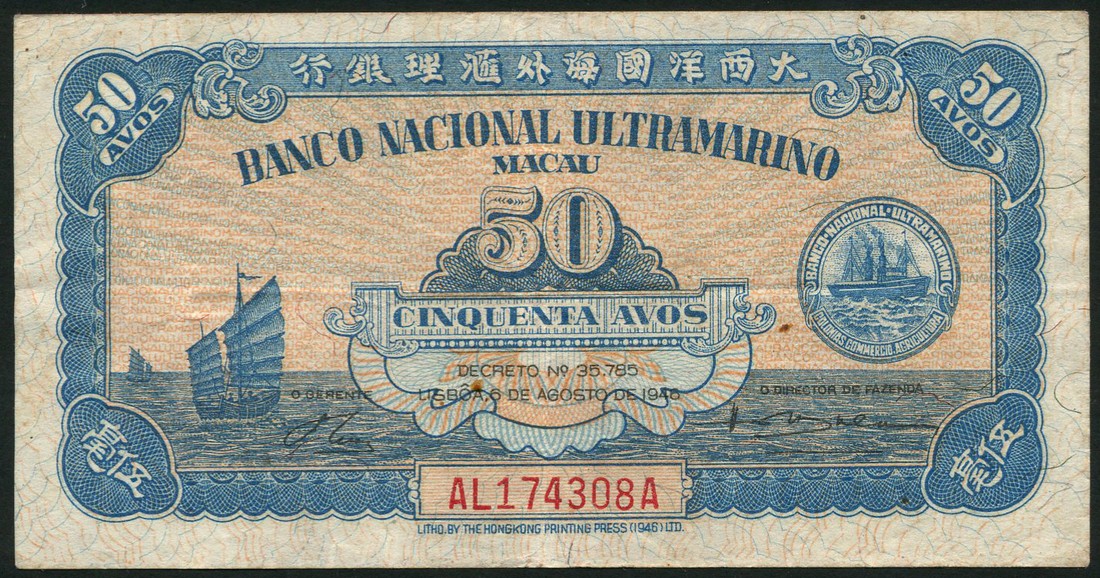 大西洋國海外滙理銀行
50
AVOS
50
AVOS
BANCO NACIONAL ULTRAMARINO
MACAU
50
CINQUENTA AVOS
BANCO·NACIONAL·ULTRAMARINO
COLONIAS COMMERCIO AGRICULTURA
DECRETO Nº 35.785
LISBOA, 6 DE AGOSTO DE 1946
O GERENTE
O DIRECTOR DE FAZENDA
伍毫
伍毫
AL174308A
LITHO. BY THE HONGKONG PRINTING PRESS (1946) LTD.